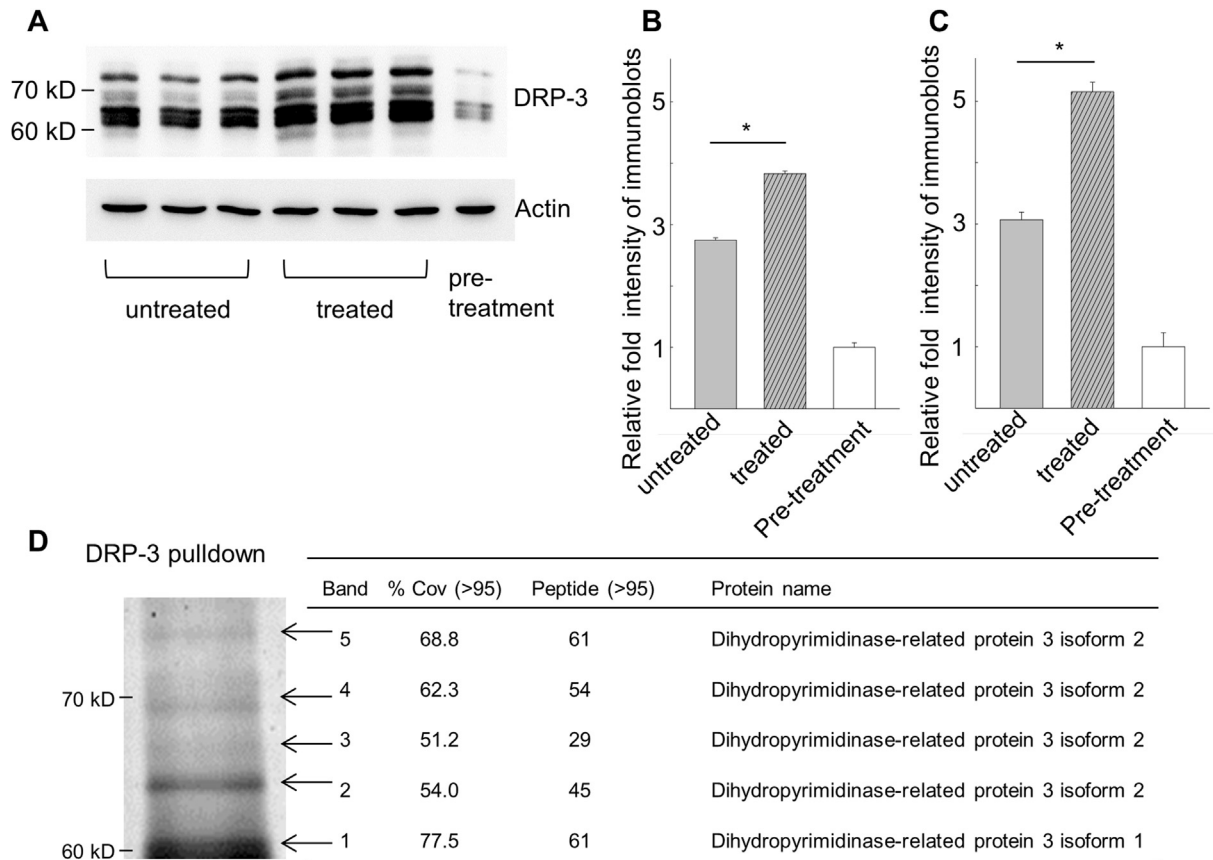 A
70 kD
60 kD
DRP-3
Actin
untreated
treated
pre-
treatment
B
Relative fold intensity of immunoblots
5
3
1
*
untreated
treated
Pre-treatment
C
Relative fold intensity of immunoblots
5
3
1
*
untreated
treated
Pre-treatment
D
DRP-3 pulldown
70 kD
60 kD
Band % Cov (>95) Peptide (>95) Protein name
5 68.8 61 Dihydropyrimidinase-related protein 3 isoform 2
4 62.3 54 Dihydropyrimidinase-related protein 3 isoform 2
3 51.2 29 Dihydropyrimidinase-related protein 3 isoform 2
2 54.0 45 Dihydropyrimidinase-related protein 3 isoform 2
1 77.5 61 Dihydropyrimidinase-related protein 3 isoform 1